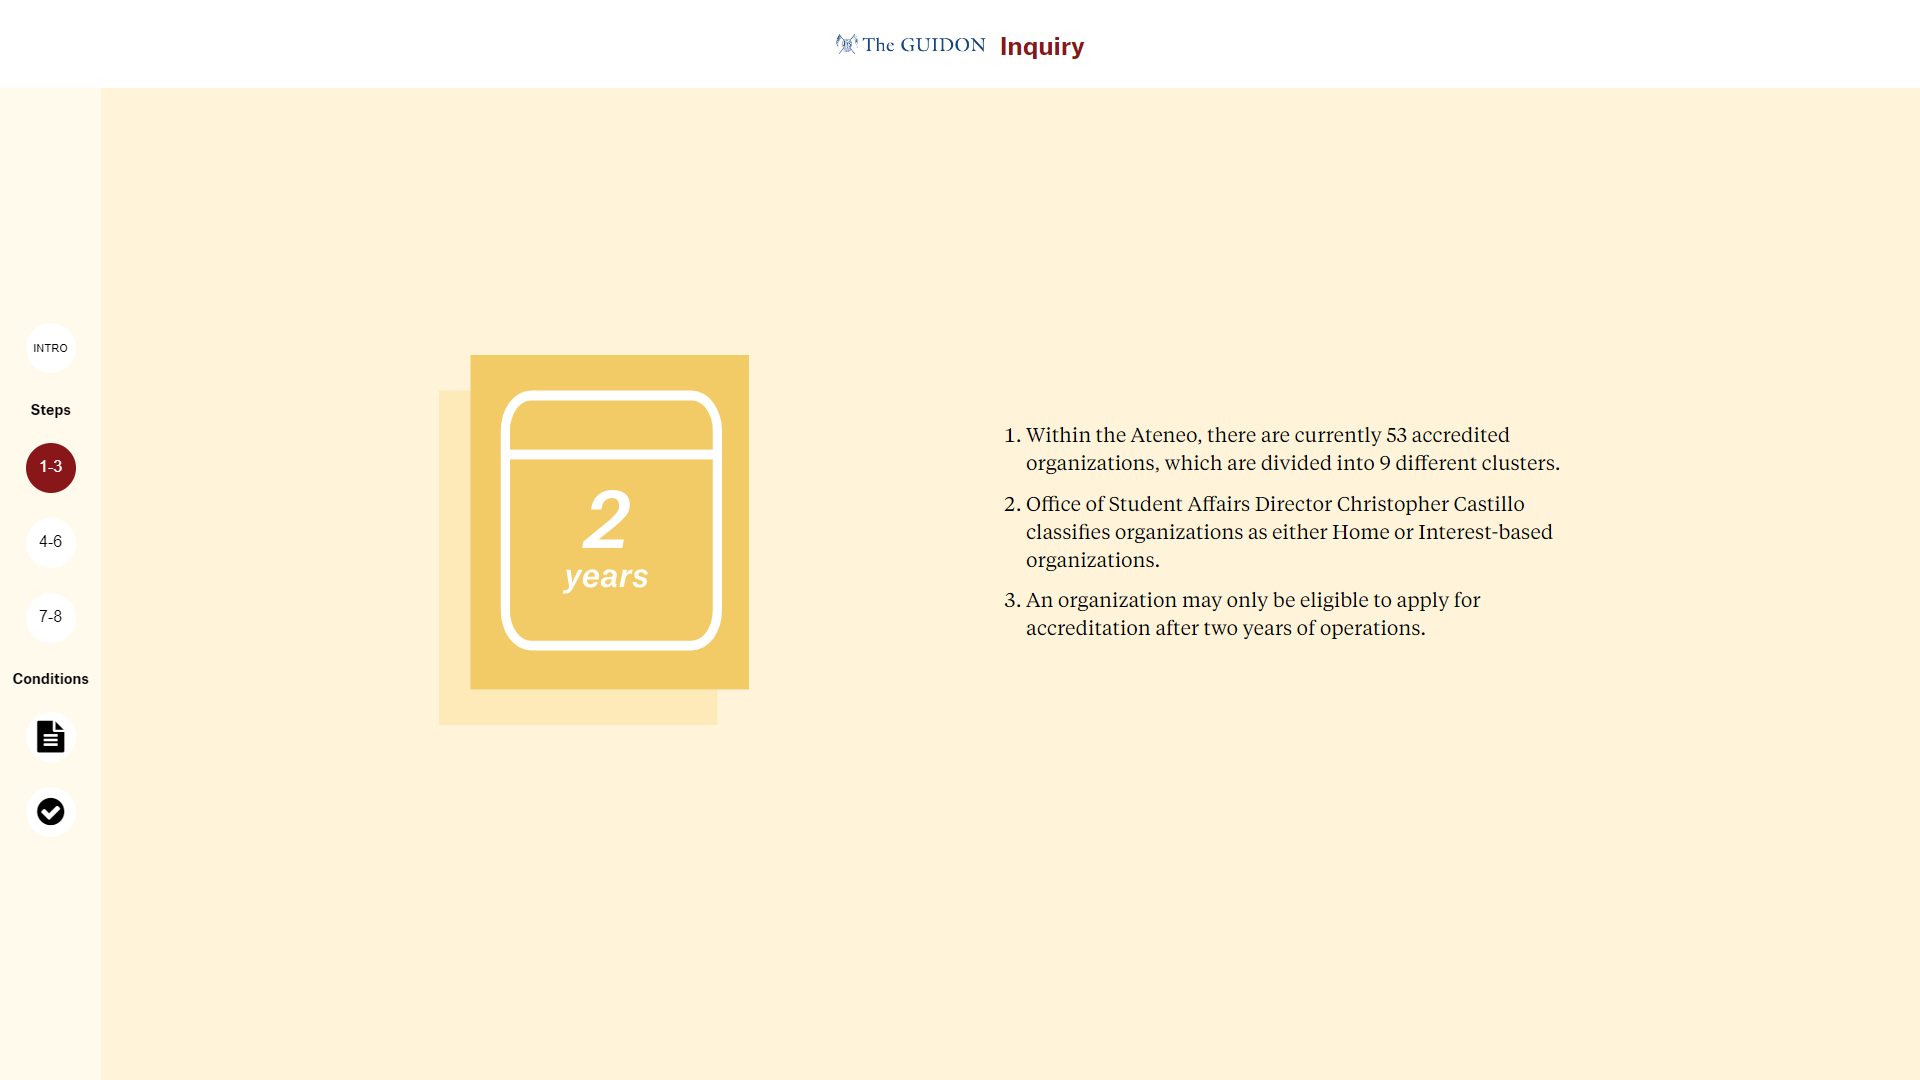 The GUIDON Inquiry
INTRO
Steps
1-3
4-6
7-8
Conditions
2
years
1. Within the Ateneo, there are currently 53 accredited
organizations, which are divided into 9 different clusters.
2. Office of Student Affairs Director Christopher Castillo
classifies organizations as either Home or Interest-based
organizations.
3. An organization may only be eligible to apply for
accreditation after two years of operations.